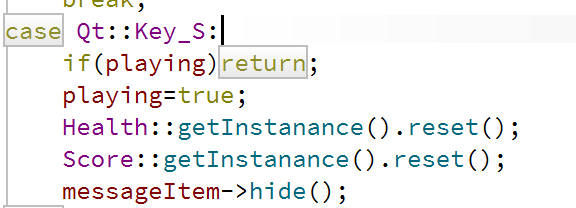 break;
case Qt::Key_S:
if(playing)return;
playing=true;
Health::getInstanance().reset();
Score::getInstanance().reset();
messageItem->hide();